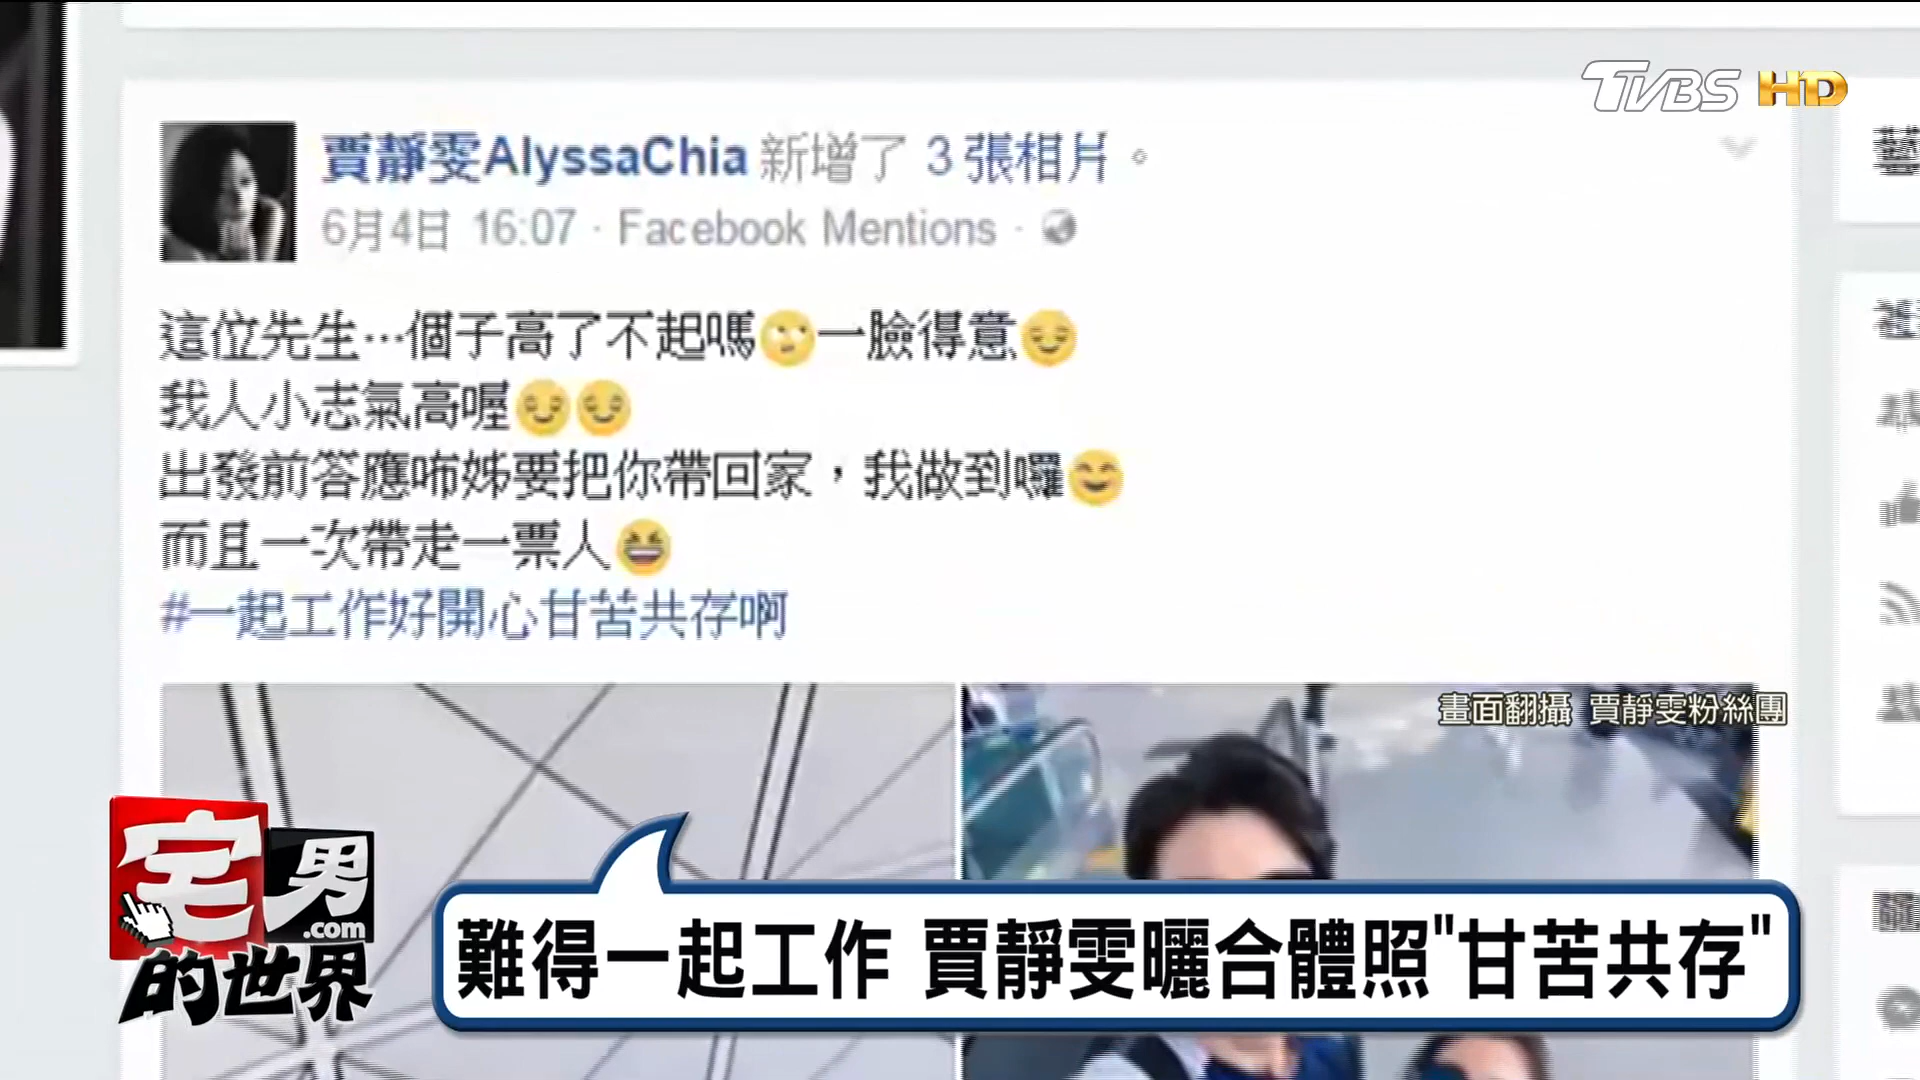 TVBS HD
賈靜雯AlyssaChia 新增了 3 張相片。
6月4日 16:07 · Facebook Mentions ·
這位先生…個子高了不起嗎🙄一臉得意😏
我人小志氣高喔😏😏
出發前答應咘姊要把你帶回家，我做到囉😊
而且一次帶走一票人😆
#一起工作好開心甘苦共存啊
畫面翻攝 賈靜雯粉絲團
宅男.com
的世界
難得一起工作 賈靜雯曬合體照"甘苦共存"